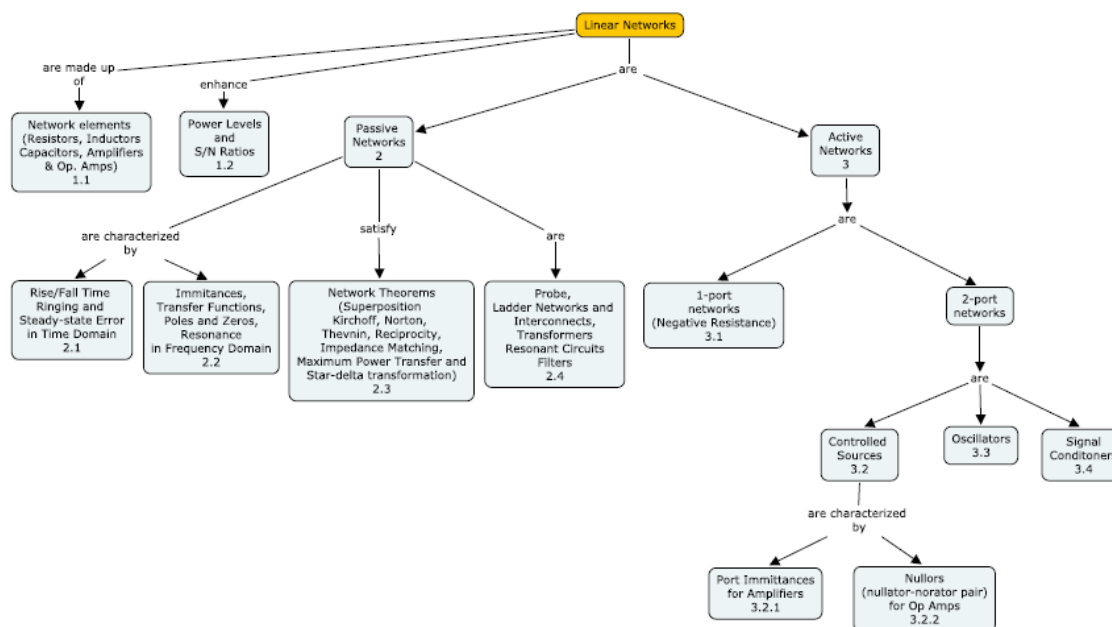 Linear Networks
are made up
of
enhance
are
Network elements
(Resistors, Inductors
Capacitors, Amplifiers
& Op. Amps)
1.1
Power Levels
and
S/N Ratios
1.2
Passive
Networks
2
Active
Networks
3
are characterized
by
satisfy
are
are
Rise/Fall Time
Ringing and
Steady-state Error
in Time Domain
2.1
Immitances,
Transfer Functions,
Poles and Zeros,
Resonance
in Frequency Domain
2.2
Network Theorems
(Superposition
Kirchoff, Norton,
Thevnin, Reciprocity,
Impedance Matching,
Maximum Power Transfer and
Star-delta transformation)
2.3
Probe,
Ladder Networks and
Interconnects,
Transformers
Resonant Circuits
Filters
2.4
1-port
networks
(Negative Resistance)
3.1
2-port
networks
are
Controlled
Sources
3.2
Oscillators
3.3
Signal
Conditoner
3.4
are characterized
by
Port Immittances
for Amplifiers
3.2.1
Nullors
(nullator-norator pair)
for Op Amps
3.2.2